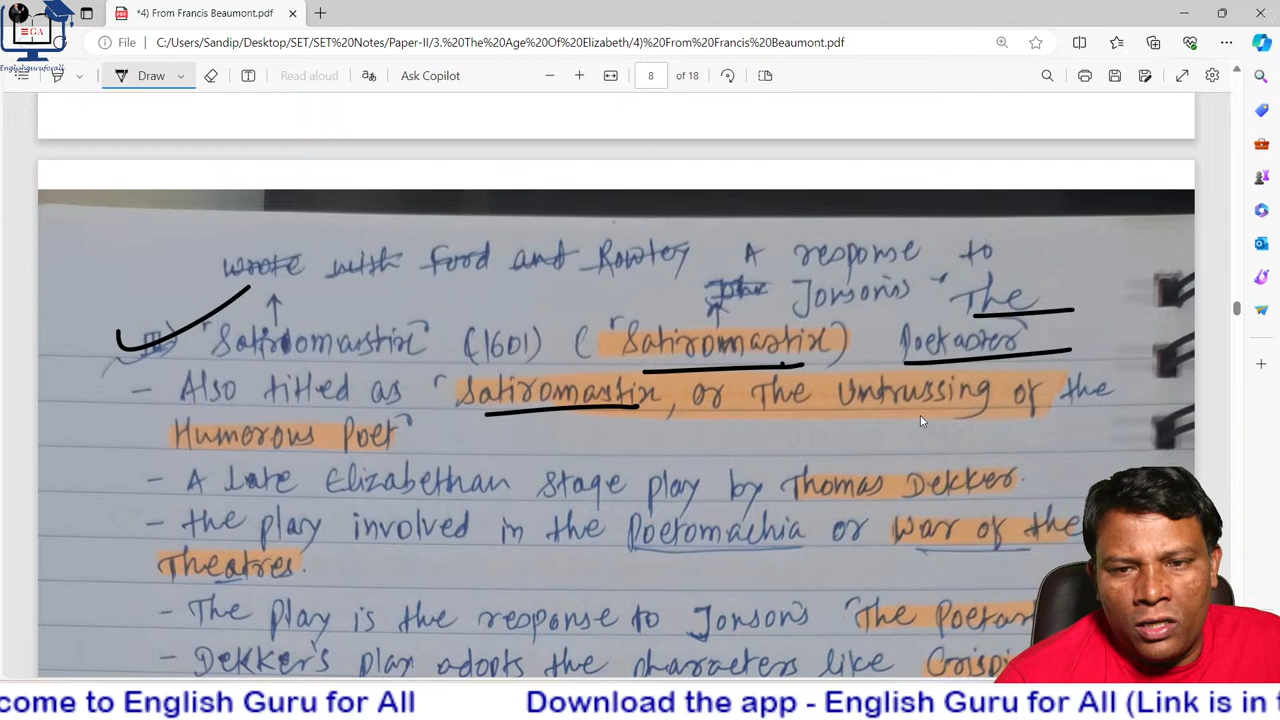 *4) From Francis Beaumont.pdf
File C:/Users/Sandip/Desktop/SET/SET%20Notes/Paper-II/3.%20The%20Age%20Of%20Elizabeth/4)%20From%20Francis%20Beaumont.pdf
Draw Read aloud Ask Copilot 8 of 18
≡GA
Englishguruforall
wrote with Ford and Rowley A response to
John Jonson's "The
"Satiromastix" (1601) ("Satiromastix) Poetaster"
- Also titled as "Satiromastix, or The Untrussing of the
Humorous Poet"
- A late Elizabethan stage play by Thomas Dekker.
- the play involved in the Poetomachia or War of the
Theatres.
- The play is the response to Jonson's "The Poetas
- Dekker's play adopts the characters like Crispi
come to English Guru for All Download the app - English Guru for All (Link is in t